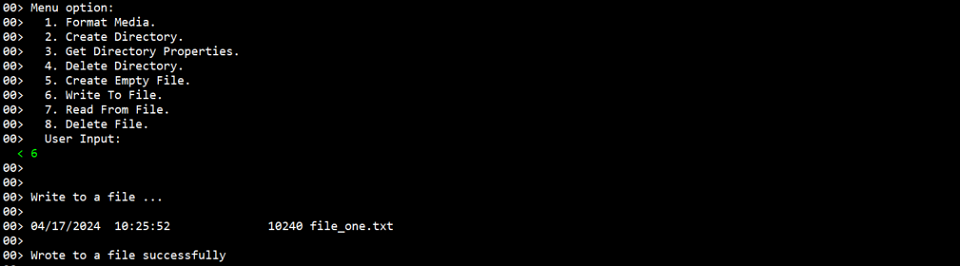 00> Menu option:
00>   1. Format Media.
00>   2. Create Directory.
00>   3. Get Directory Properties.
00>   4. Delete Directory.
00>   5. Create Empty File.
00>   6. Write To File.
00>   7. Read From File.
00>   8. Delete File.
00>   User Input:
< 6
00>
00>
00> Write to a file ...
00>
00> 04/17/2024  10:25:52              10240 file_one.txt
00>
00> Wrote to a file successfully